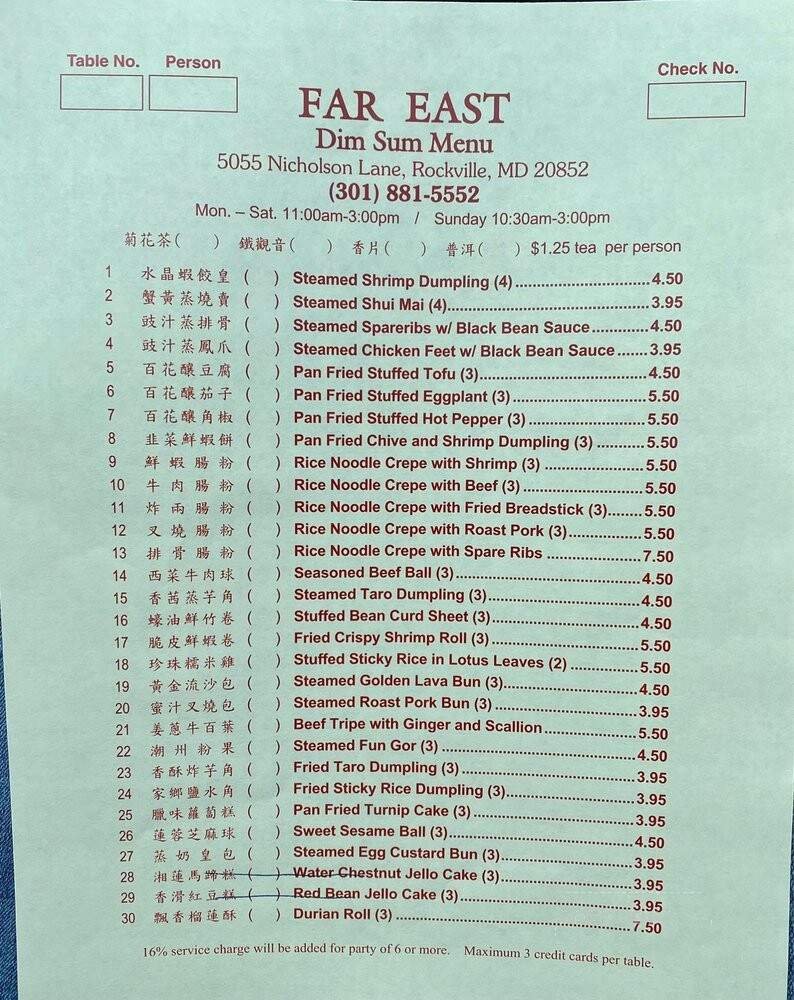 Table No. Person
Check No.
FAR EAST
Dim Sum Menu
5055 Nicholson Lane, Rockville, MD 20852
(301) 881-5552
Mon. – Sat. 11:00am-3:00pm / Sunday 10:30am-3:00pm
菊花茶( ) 鐵觀音( ) 香片( ) 普洱( ) $1.25 tea per person
1 水晶蝦餃皇 ( ) Steamed Shrimp Dumpling (4) 4.50
2 蟹黃蒸燒賣 ( ) Steamed Shui Mai (4) 3.95
3 豉汁蒸排骨 ( ) Steamed Spareribs w/ Black Bean Sauce 4.50
4 豉汁蒸鳳爪 ( ) Steamed Chicken Feet w/ Black Bean Sauce 3.95
5 百花釀豆腐 ( ) Pan Fried Stuffed Tofu (3) 4.50
6 百花釀茄子 ( ) Pan Fried Stuffed Eggplant (3) 5.50
7 百花釀角椒 ( ) Pan Fried Stuffed Hot Pepper (3) 5.50
8 韭菜鮮蝦餅 ( ) Pan Fried Chive and Shrimp Dumpling (3) 5.50
9 鮮蝦腸粉 ( ) Rice Noodle Crepe with Shrimp (3) 5.50
10 牛肉腸粉 ( ) Rice Noodle Crepe with Beef (3) 5.50
11 炸兩腸粉 ( ) Rice Noodle Crepe with Fried Breadstick (3) 5.50
12 叉燒腸粉 ( ) Rice Noodle Crepe with Roast Pork (3) 5.50
13 排骨腸粉 ( ) Rice Noodle Crepe with Spare Ribs 7.50
14 西菜牛肉球 ( ) Seasoned Beef Ball (3) 4.50
15 香茜蒸芋角 ( ) Steamed Taro Dumpling (3) 4.50
16 蠔油鮮竹卷 ( ) Stuffed Bean Curd Sheet (3) 4.50
17 脆皮鮮蝦卷 ( ) Fried Crispy Shrimp Roll (3) 5.50
18 珍珠糯米雞 ( ) Stuffed Sticky Rice in Lotus Leaves (2) 5.50
19 黃金流沙包 ( ) Steamed Golden Lava Bun (3) 4.50
20 蜜汁叉燒包 ( ) Steamed Roast Pork Bun (3) 3.95
21 姜蔥牛百葉 ( ) Beef Tripe with Ginger and Scallion 5.50
22 潮州粉果 ( ) Steamed Fun Gor (3) 4.50
23 香酥炸芋角 ( ) Fried Taro Dumpling (3) 3.95
24 家鄉鹽水角 ( ) Fried Sticky Rice Dumpling (3) 3.95
25 臘味蘿蔔糕 ( ) Pan Fried Turnip Cake (3) 3.95
26 蓮蓉芝麻球 ( ) Sweet Sesame Ball (3) 4.50
27 蒸奶皇包 ( ) Steamed Egg Custard Bun (3) 3.95
28 湘蓮馬蹄糕 ( ) Water Chestnut Jello Cake (3) 3.95
29 香滑紅豆糕 ( ) Red Bean Jello Cake (3) 3.95
30 飄香榴蓮酥 ( ) Durian Roll (3) 7.50
16% service charge will be added for party of 6 or more. Maximum 3 credit cards per table.